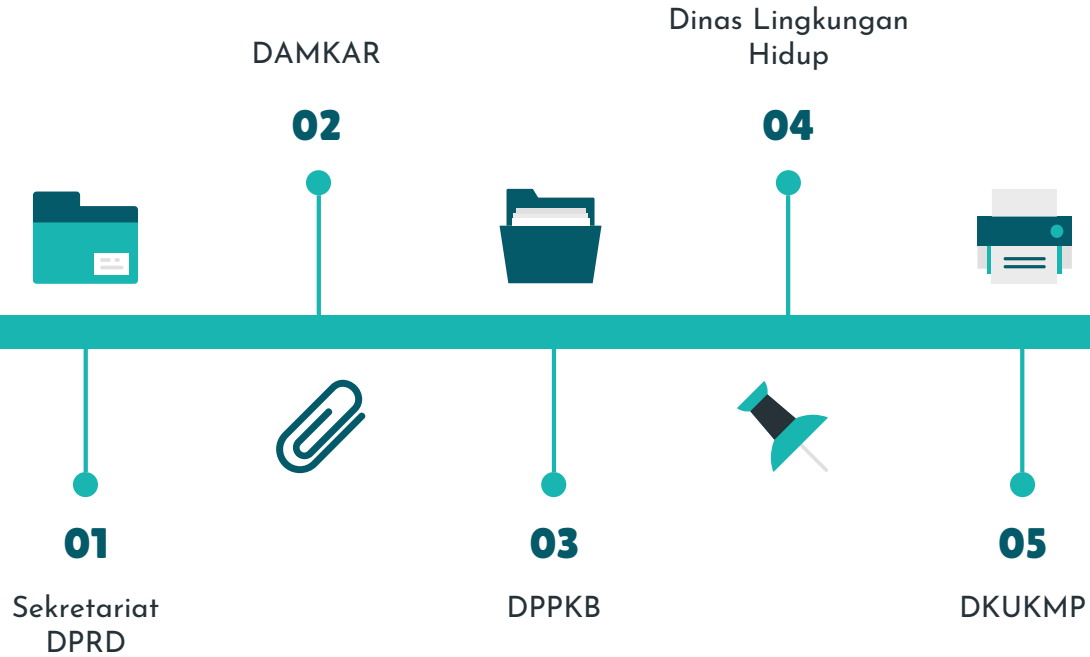 01
Sekretariat
DPRD
DAMKAR
02
03
DPPKB
Dinas Lingkungan
Hidup
04
05
DKUKMP